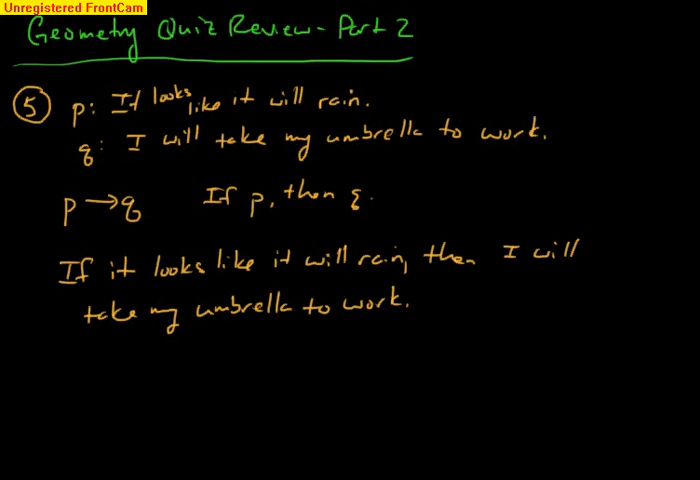 Unregistered FrontCam
Geometry Quiz Review - Part 2
5 p: It looks like it will rain.
q: I will take my umbrella to work.
p → q If p, then q.
If it looks like it will rain, then I will
take my umbrella to work.